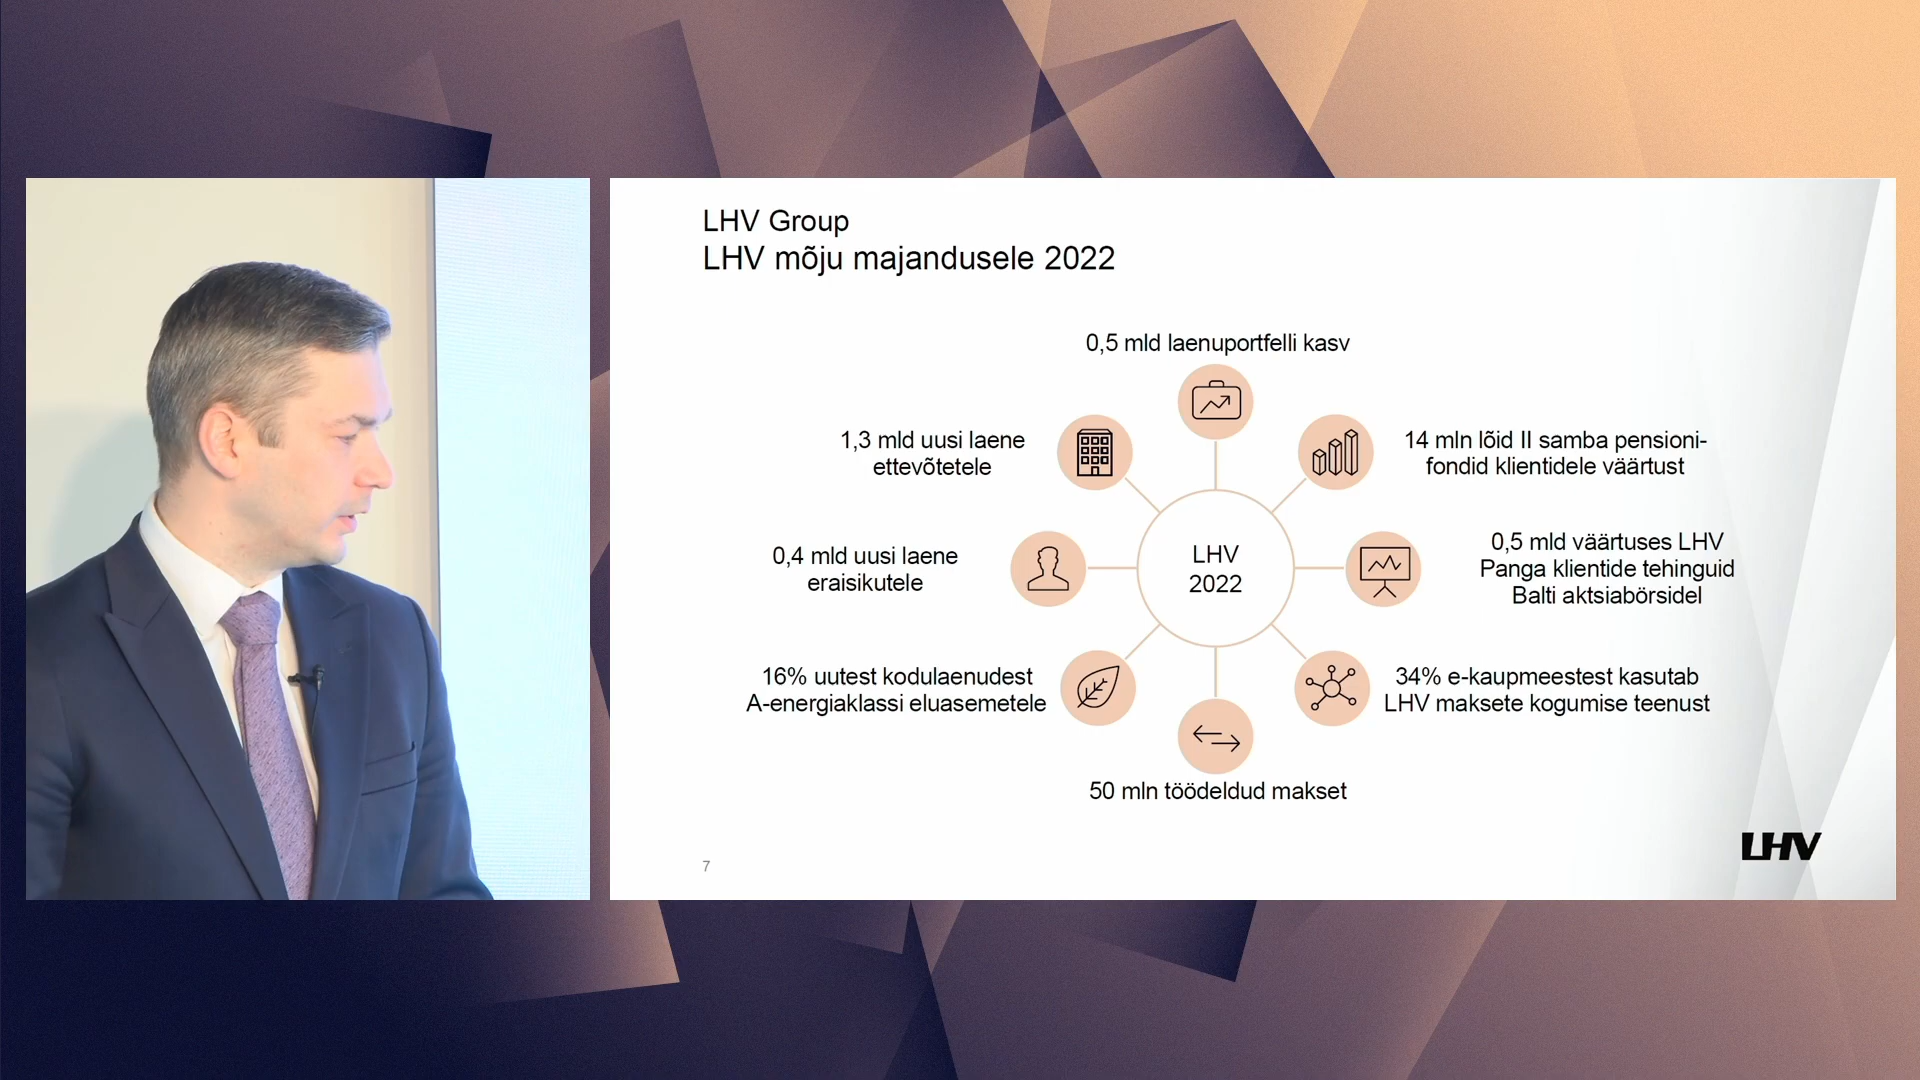 LHV Group
LHV mõju majandusele 2022
0,5 mld laenuportfelli kasv
1,3 mld uusi laene
ettevõtetele
14 mln lõid II samba pensioni-
fondid klientidele väärtust
0,4 mld uusi laene
eraisikutele
LHV
2022
0,5 mld väärtuses LHV
Panga klientide tehinguid
Balti aktsiabörsidel
16% uutest kodulaenudest
A-energiaklassi eluasemetele
34% e-kaupmeestest kasutab
LHV maksete kogumise teenust
50 mln töödeldud makset
7
LHV